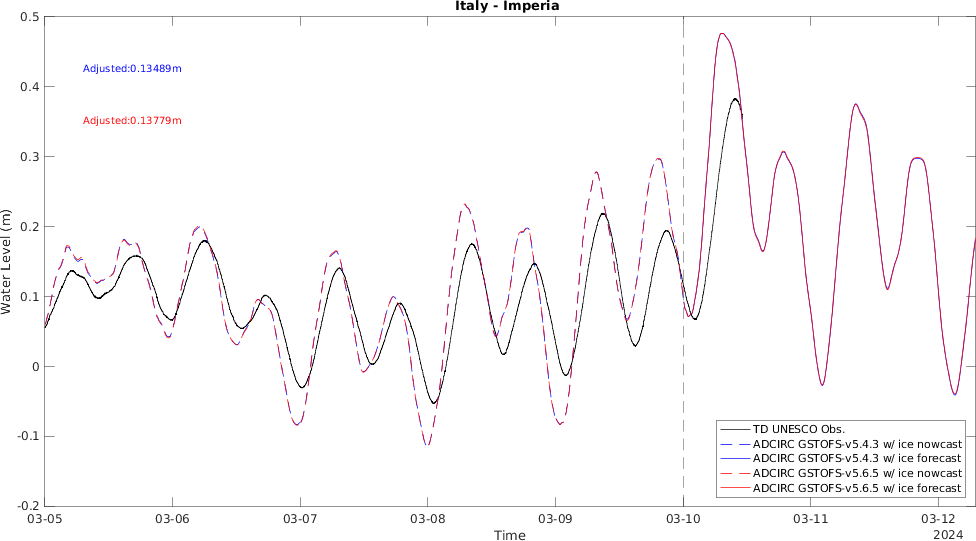 Italy - Imperia
0.5
0.4
0.3
0.2
0.1
0
-0.1
-0.2
Water Level (m)
Adjusted:0.13489m
Adjusted:0.13779m
TD UNESCO Obs.
ADCIRC GSTOFS-v5.4.3 w/ ice nowcast
ADCIRC GSTOFS-v5.4.3 w/ ice forecast
ADCIRC GSTOFS-v5.6.5 w/ ice nowcast
ADCIRC GSTOFS-v5.6.5 w/ ice forecast
03-05 03-06 03-07 03-08 03-09 03-10 03-11 03-12
Time
2024